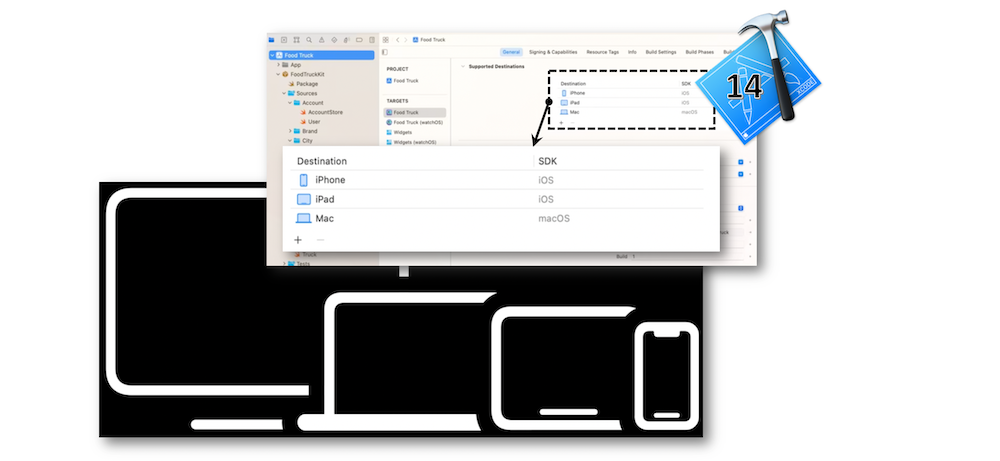 Food Truck
General Signing & Capabilities Resource Tags Info Build Settings Build Phases
Food Truck
App
FoodTruckKit
Package
Sources
Account
AccountStore
User
Brand
City
Truck
Tests
PROJECT
Food Truck
TARGETS
Food Truck
Food Truck (watchOS)
Widgets
Widgets (watchOS)
Supported Destinations
Destination SDK
iPhone iOS
iPad iOS
Mac macOS
Destination SDK
iPhone iOS
iPad iOS
Mac macOS
Build 1
14
XCODE